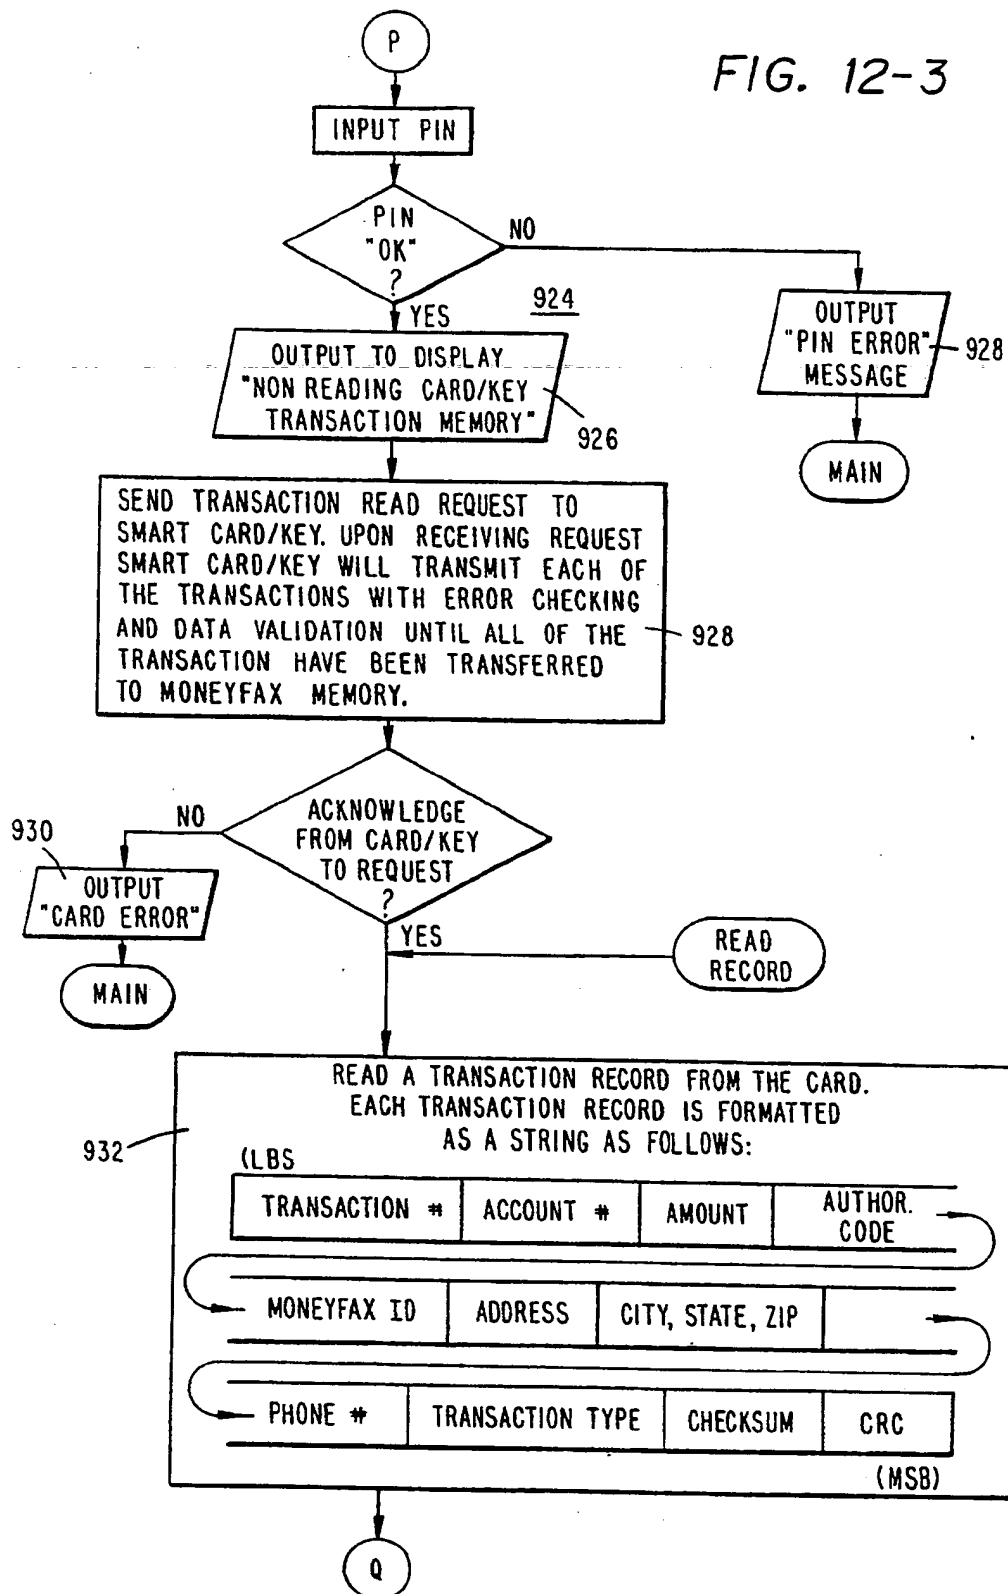 P
FIG. 12-3
INPUT PIN
PIN
"OK"
?
NO
YES
924
OUTPUT
"PIN ERROR"
MESSAGE
928
MAIN
OUTPUT TO DISPLAY
"NON READING CARD/KEY
TRANSACTION MEMORY"
926
SEND TRANSACTION READ REQUEST TO
SMART CARD/KEY. UPON RECEIVING REQUEST
SMART CARD/KEY WILL TRANSMIT EACH OF
THE TRANSACTIONS WITH ERROR CHECKING
AND DATA VALIDATION UNTIL ALL OF THE
TRANSACTION HAVE BEEN TRANSFERRED
TO MONEYFAX MEMORY.
928
ACKNOWLEDGE
FROM CARD/KEY
TO REQUEST
?
NO
930
OUTPUT
"CARD ERROR"
MAIN
YES
READ
RECORD
READ A TRANSACTION RECORD FROM THE CARD.
EACH TRANSACTION RECORD IS FORMATTED
AS A STRING AS FOLLOWS:
932
(LBS
TRANSACTION # ACCOUNT # AMOUNT AUTHOR. CODE
MONEYFAX ID ADDRESS CITY, STATE, ZIP
PHONE # TRANSACTION TYPE CHECKSUM CRC
(MSB)
Q